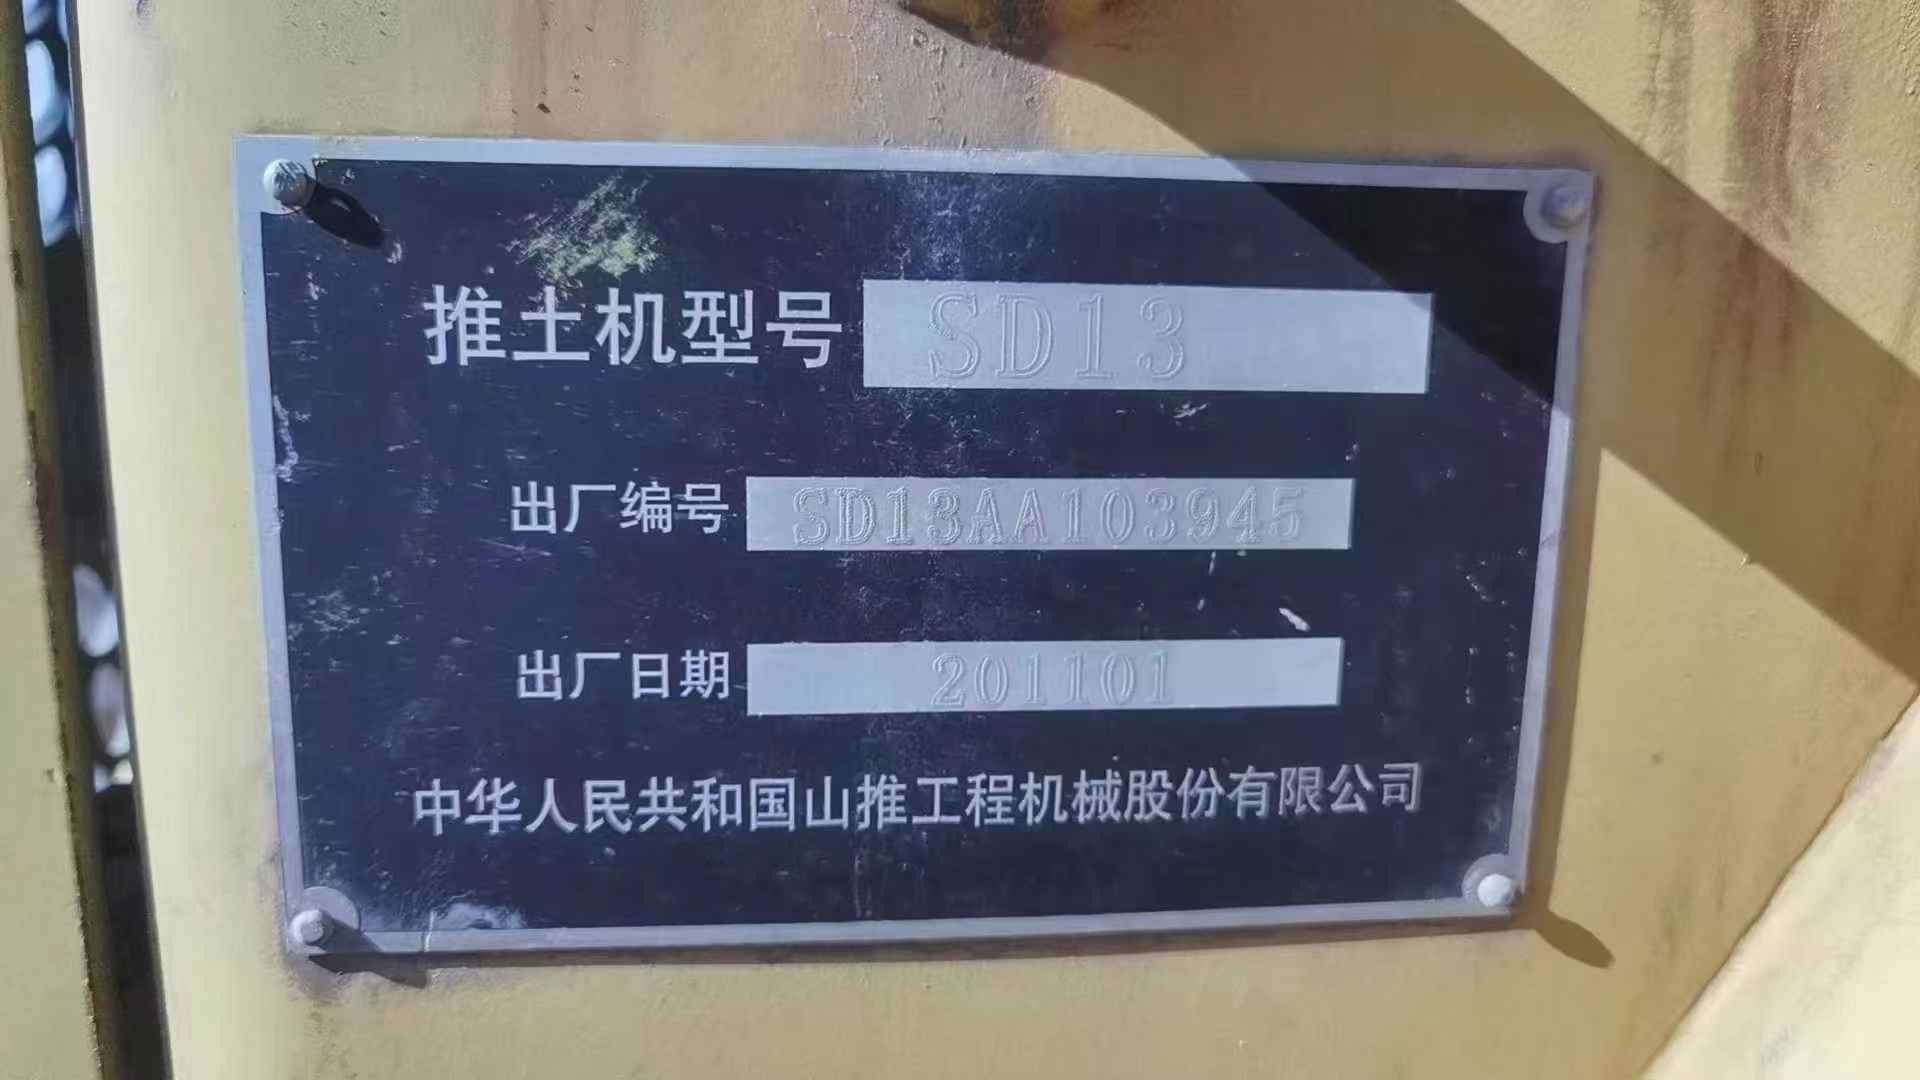 推土机型号 SD13
出厂编号 SD13AA103945
出厂日期 201101
中华人民共和国山推工程机械股份有限公司